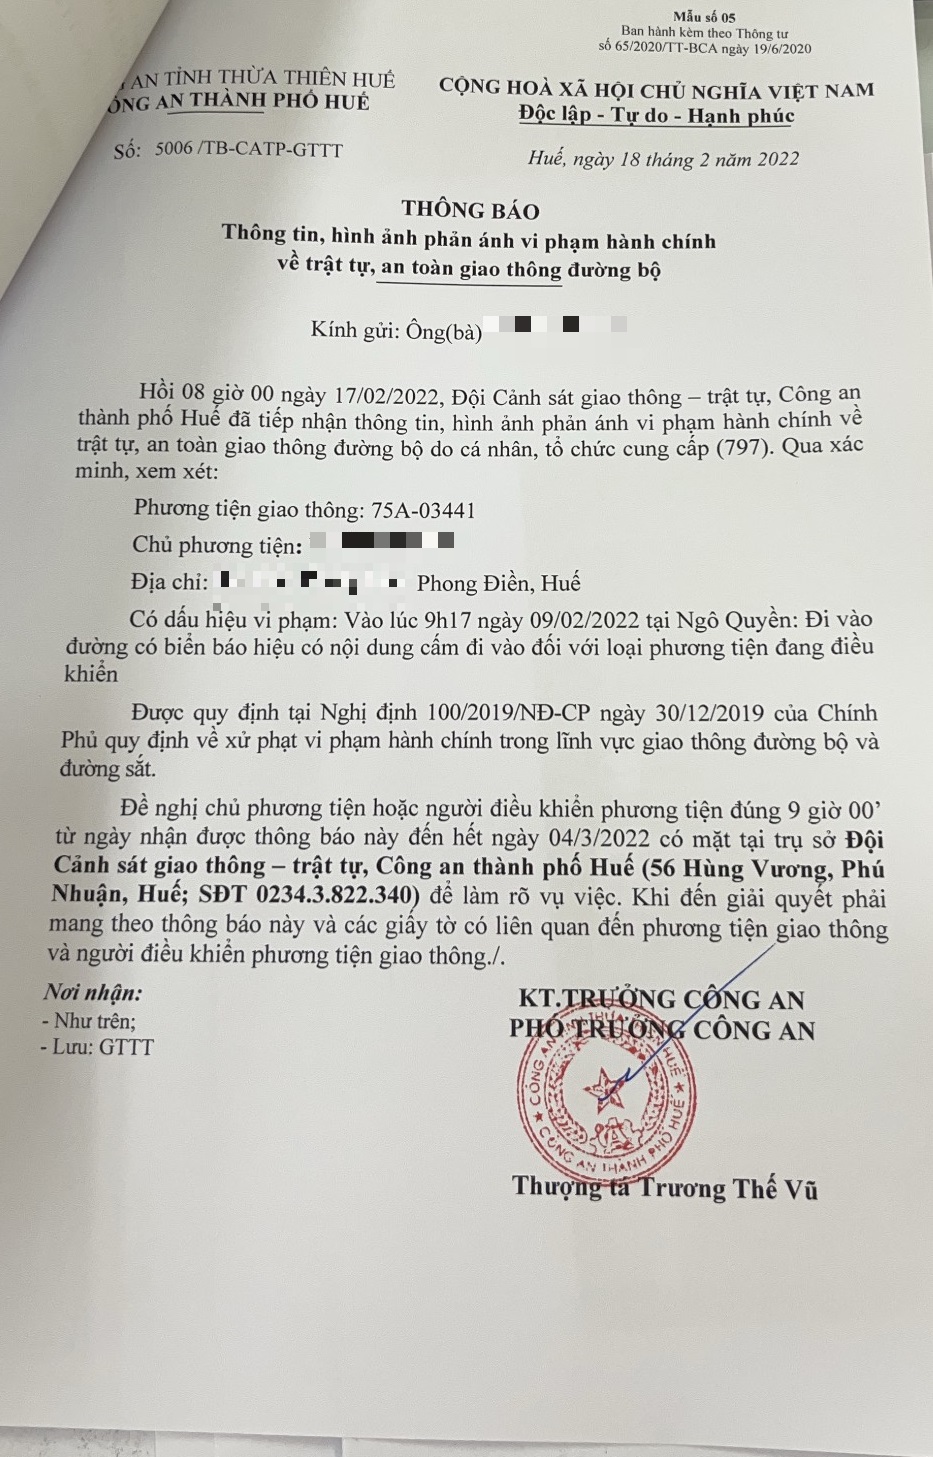 Mẫu số 05
Ban hành kèm theo Thông tư
số 65/2020/TT-BCA ngày 19/6/2020
AN TỈNH THỪA THIÊN HUẾ
ÔNG AN THÀNH PHỐ HUẾ
CỘNG HOÀ XÃ HỘI CHỦ NGHĨA VIỆT NAM
Độc lập - Tự do - Hạnh phúc
Số: 5006 /TB-CATP-GTTT
Huế, ngày 18 tháng 2 năm 2022
THÔNG BÁO
Thông tin, hình ảnh phản ánh vi phạm hành chính
về trật tự, an toàn giao thông đường bộ
Kính gửi: Ông(bà)
Hồi 08 giờ 00 ngày 17/02/2022, Đội Cảnh sát giao thông – trật tự, Công an
thành phố Huế đã tiếp nhận thông tin, hình ảnh phản ánh vi phạm hành chính về
trật tự, an toàn giao thông đường bộ do cá nhân, tổ chức cung cấp (797). Qua xác
minh, xem xét:
Phương tiện giao thông: 75A-03441
Chủ phương tiện:
Địa chỉ: Phong Điền, Huế
Có dấu hiệu vi phạm: Vào lúc 9h17 ngày 09/02/2022 tại Ngô Quyền: Đi vào
đường có biển báo hiệu có nội dung cấm đi vào đối với loại phương tiện đang điều
khiển
Được quy định tại Nghị định 100/2019/NĐ-CP ngày 30/12/2019 của Chính
Phủ quy định về xử phạt vi phạm hành chính trong lĩnh vực giao thông đường bộ và
đường sắt.
Đề nghị chủ phương tiện hoặc người điều khiển phương tiện đúng 9 giờ 00’
từ ngày nhận được thông báo này đến hết ngày 04/3/2022 có mặt tại trụ sở Đội
Cảnh sát giao thông – trật tự, Công an thành phố Huế (56 Hùng Vương, Phú
Nhuận, Huế; SĐT 0234.3.822.340) để làm rõ vụ việc. Khi đến giải quyết phải
mang theo thông báo này và các giấy tờ có liên quan đến phương tiện giao thông
và người điều khiển phương tiện giao thông./.
Nơi nhận:
- Như trên;
- Lưu: GTTT
KT.TRƯỞNG CÔNG AN
PHÓ TRƯỞNG CÔNG AN
CÔNG AN TỈNH THỪA THIÊN HUẾ
CÔNG AN THÀNH PHỐ HUẾ
Thượng tá Trương Thế Vũ